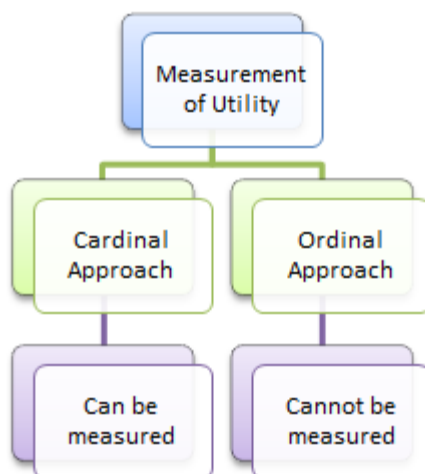 Measurement
of Utility
Cardinal
Approach
Ordinal
Approach
Can be
measured
Cannot be
measured